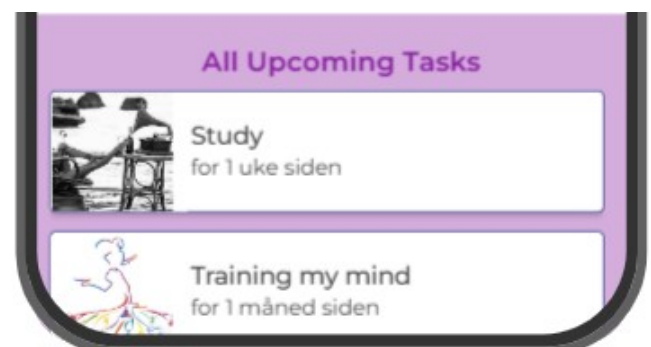 All Upcoming Tasks
Study
for 1 uke siden
Training my mind
for 1 måned siden